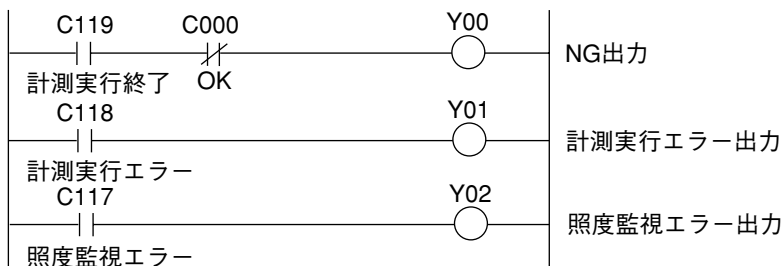 C119 C000 Y00
NG出力
計測実行終了 OK
C118 Y01
計測実行エラー出力
計測実行エラー
C117 Y02
照度監視エラー出力
照度監視エラー